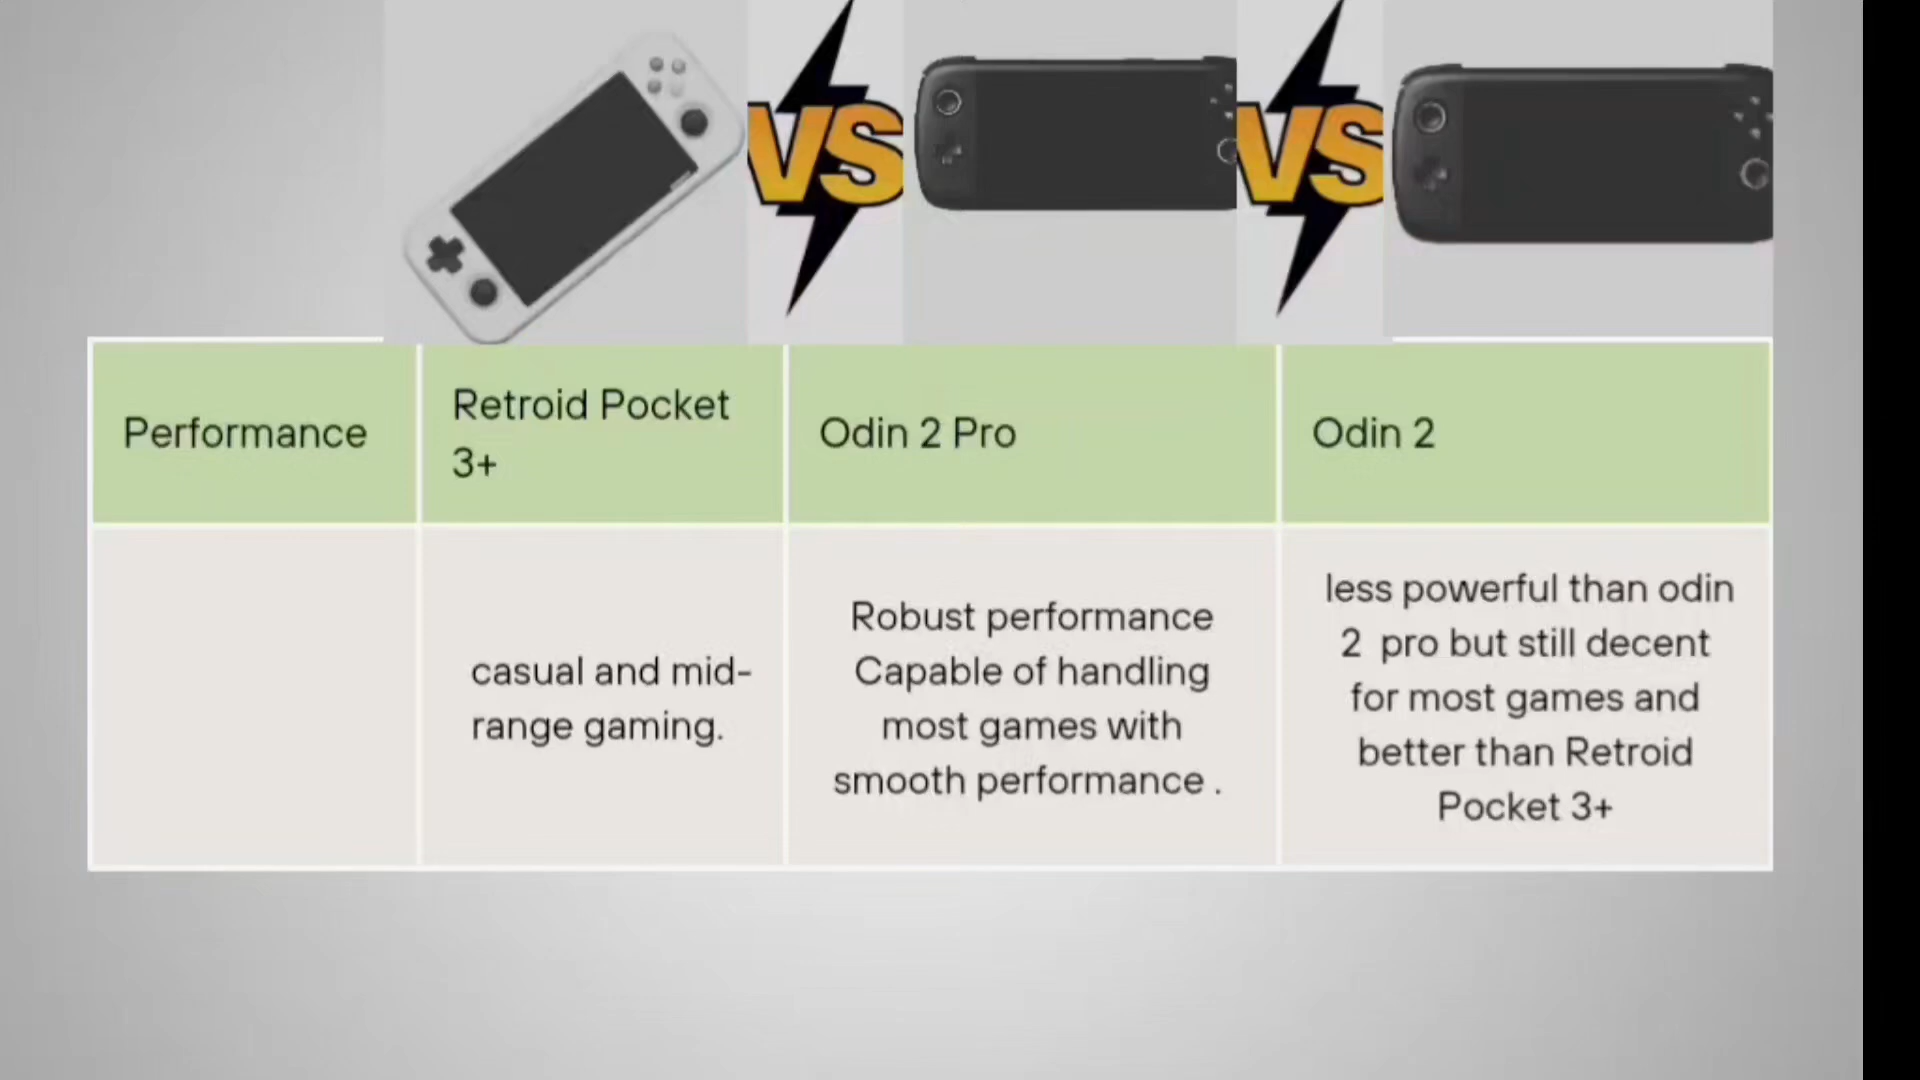 VS
VS
Performance
Retroid Pocket
3+
Odin 2 Pro
Odin 2
casual and mid-
range gaming.
Robust performance
Capable of handling
most games with
smooth performance .
less powerful than odin
2 pro but still decent
for most games and
better than Retroid
Pocket 3+